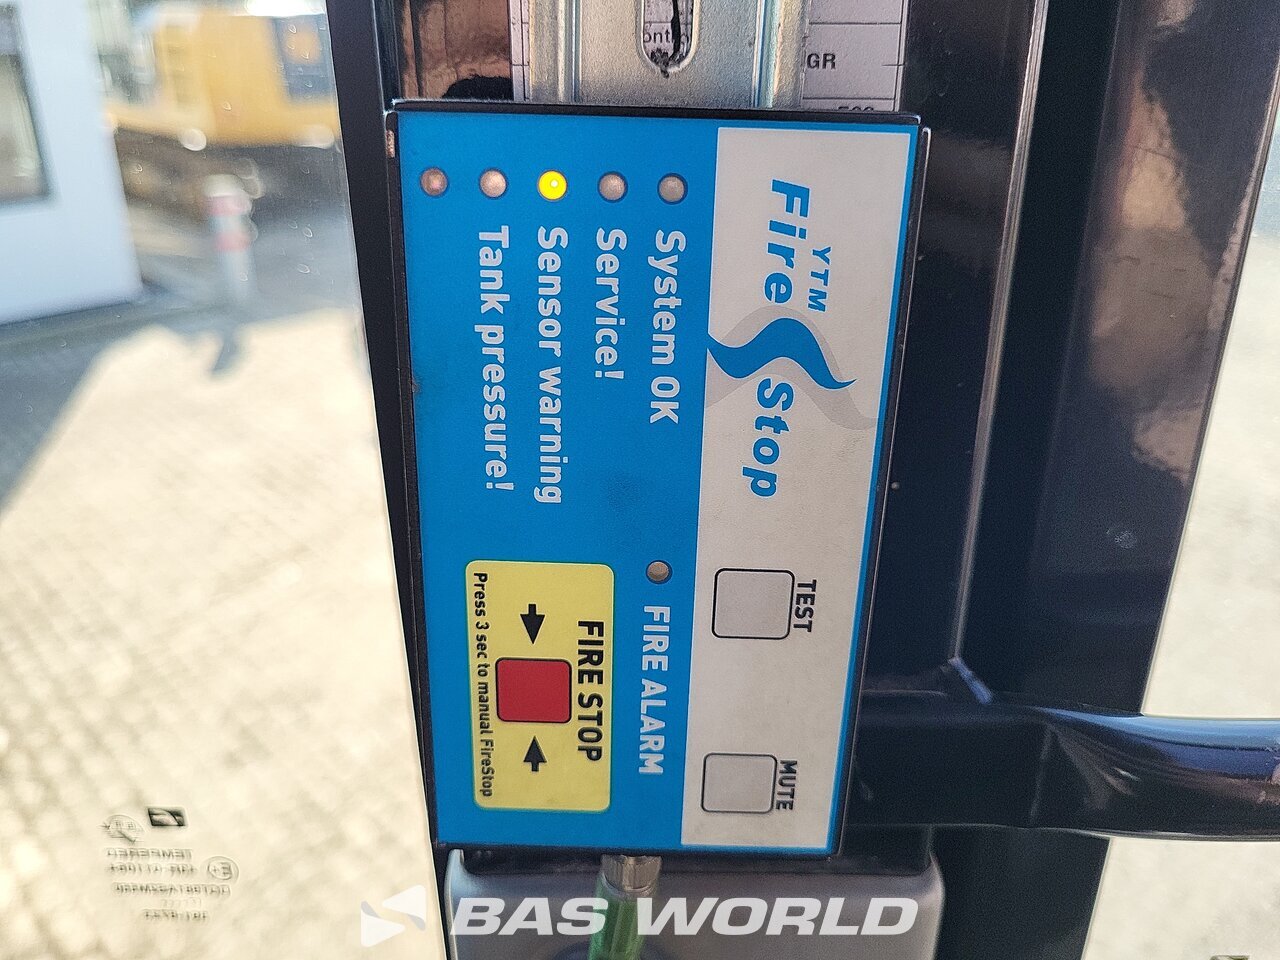 YTM
Fire Stop
TEST
MUTE
System OK
Service!
Sensor warning
Tank pressure!
FIRE ALARM
FIRE STOP
Press 3 sec to manual FireStop
GR
BAS WORLD